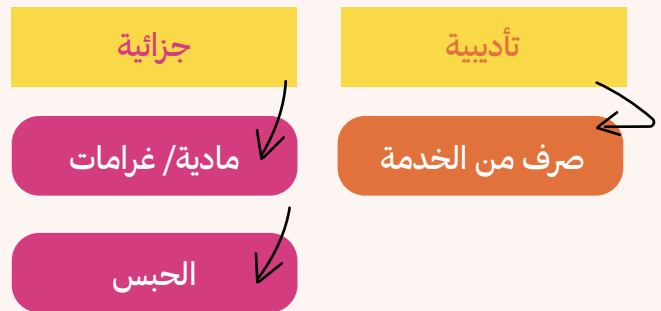 تأديبية
صرف من الخدمة
جزائية
مادية/ غرامات
الحبس